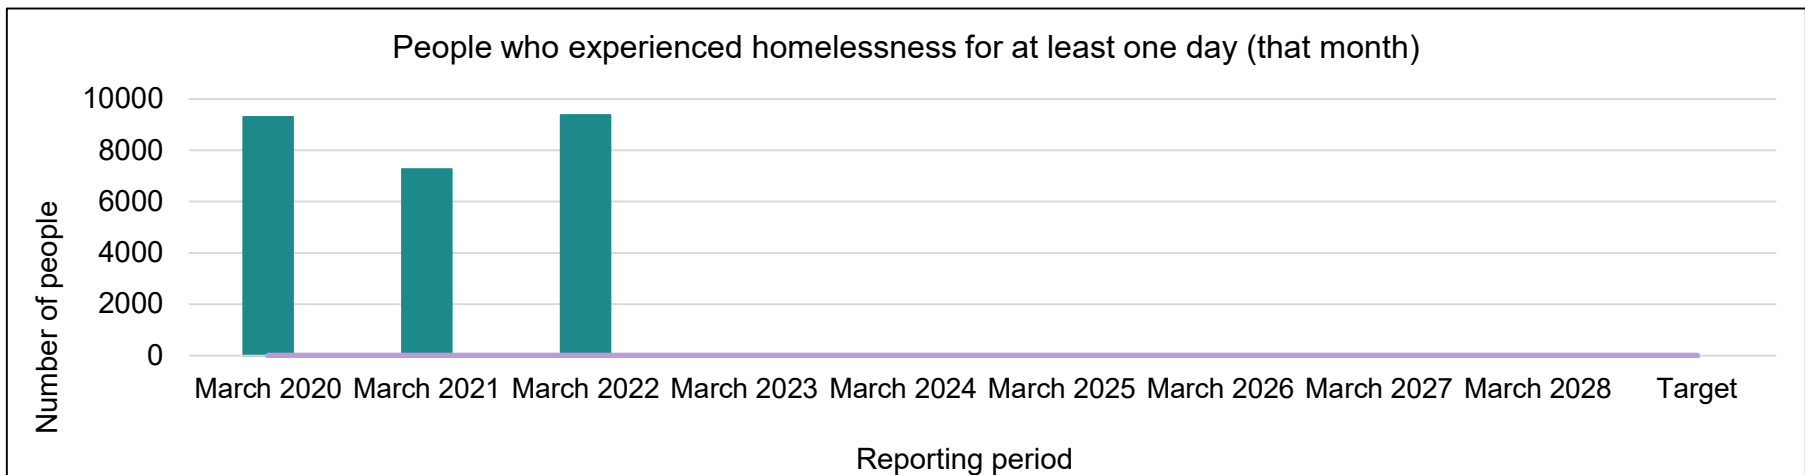 People who experienced homelessness for at least one day (that month)
10000
8000
6000
4000
2000
0
Number of people
March 2020 March 2021 March 2022 March 2023 March 2024 March 2025 March 2026 March 2027 March 2028 Target
Reporting period